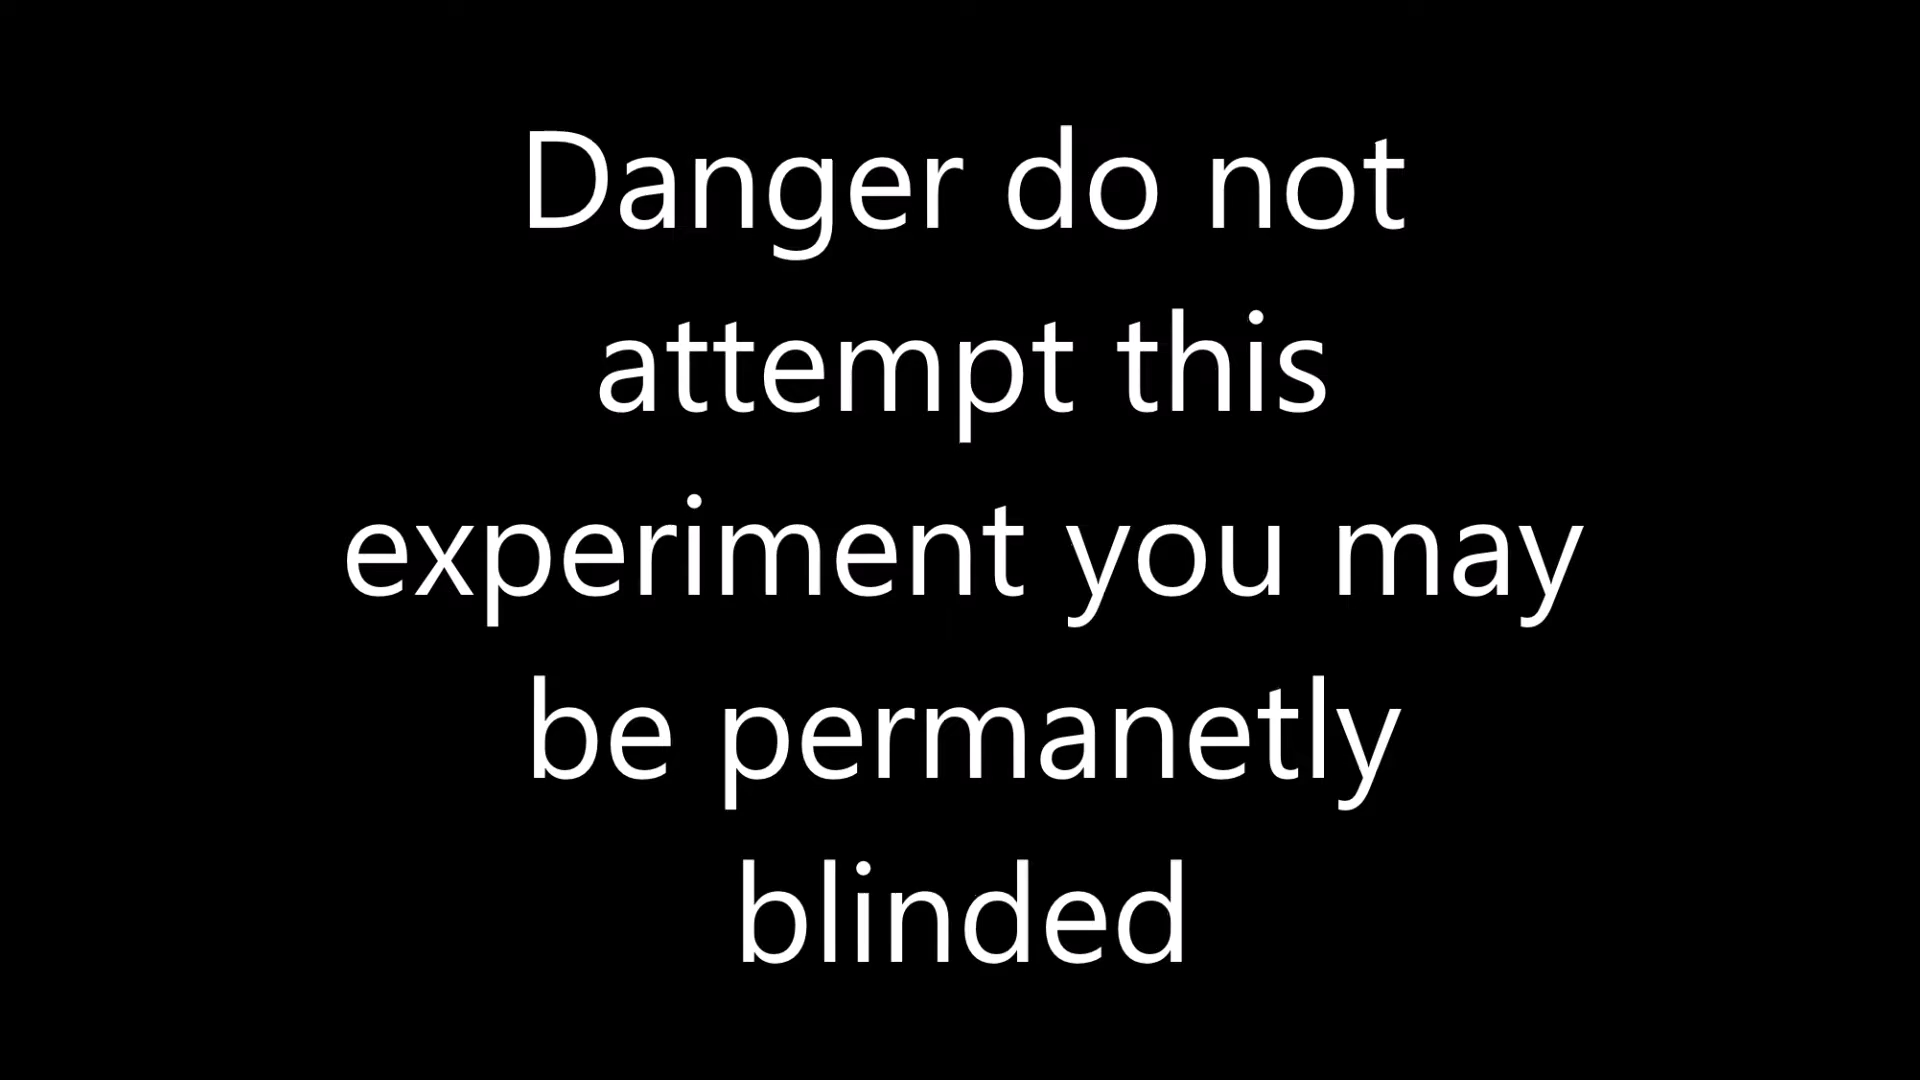 Danger do not
attempt this
experiment you may
be permanetly
blinded